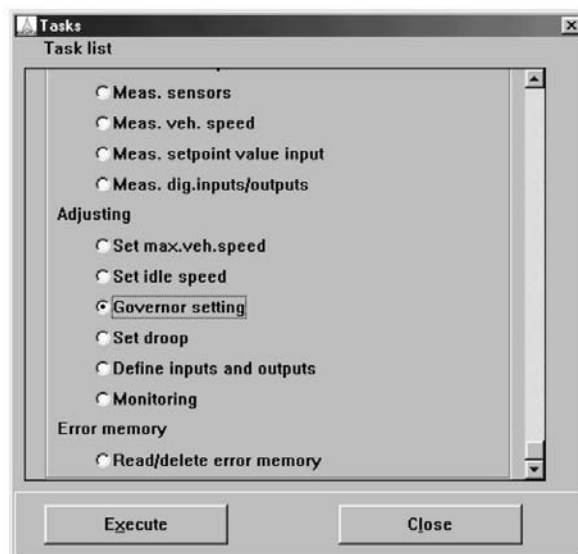 Tasks
Task list
Meas. sensors
Meas. veh. speed
Meas. setpoint value input
Meas. dig.inputs/outputs
Adjusting
Set max.veh.speed
Set idle speed
Governor setting
Set droop
Define inputs and outputs
Monitoring
Error memory
Read/delete error memory
Execute
Close